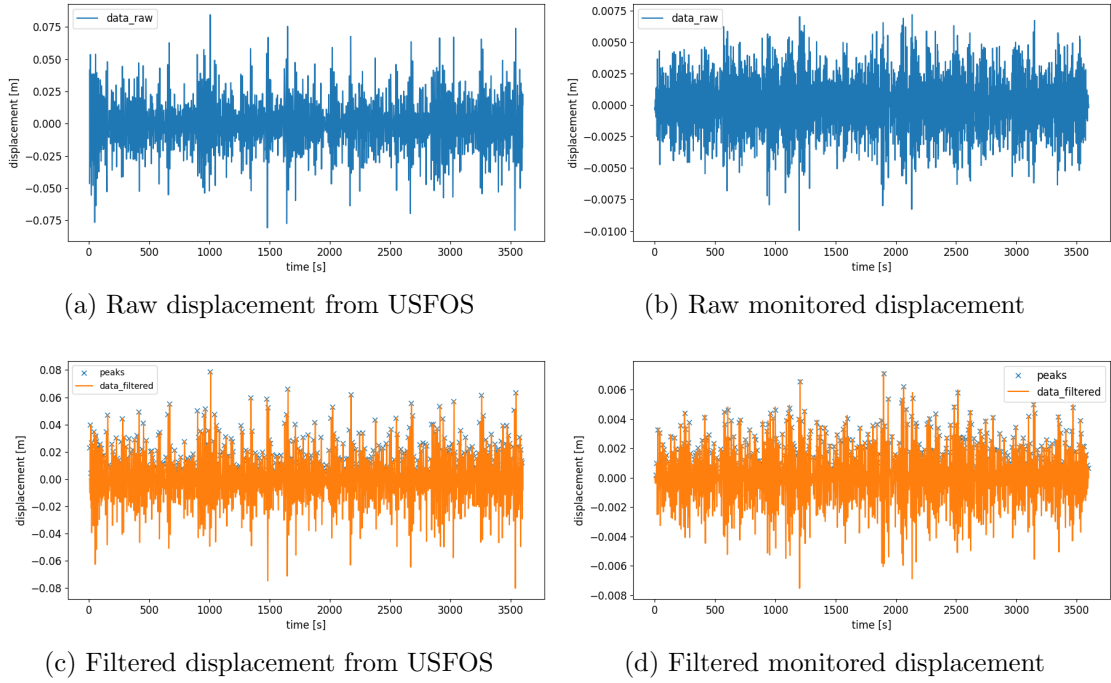 data_raw
displacement [m]
0.075
0.050
0.025
0.000
−0.025
−0.050
−0.075
0 500 1000 1500 2000 2500 3000 3500
time [s]
(a) Raw displacement from USFOS
data_raw
displacement [m]
0.0075
0.0050
0.0025
0.0000
−0.0025
−0.0050
−0.0075
−0.0100
0 500 1000 1500 2000 2500 3000 3500
time [s]
(b) Raw monitored displacement
peaks
data_filtered
displacement [m]
0.08
0.06
0.04
0.02
0.00
−0.02
−0.04
−0.06
−0.08
0 500 1000 1500 2000 2500 3000 3500
time [s]
(c) Filtered displacement from USFOS
peaks
data_filtered
displacement [m]
0.006
0.004
0.002
0.000
−0.002
−0.004
−0.006
−0.008
0 500 1000 1500 2000 2500 3000 3500
time [s]
(d) Filtered monitored displacement